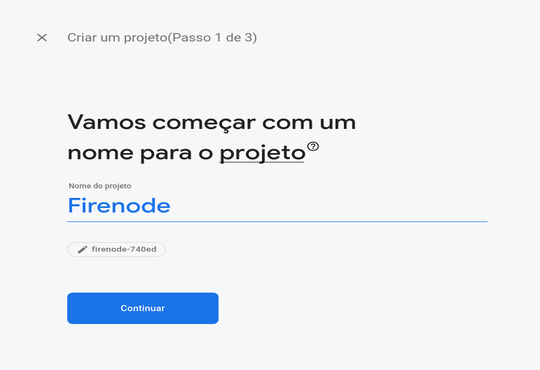 Criar um projeto(Passo 1 de 3)
Vamos começar com um
nome para o projeto
Nome do projeto
Firenode
firenode-740ed
Continuar